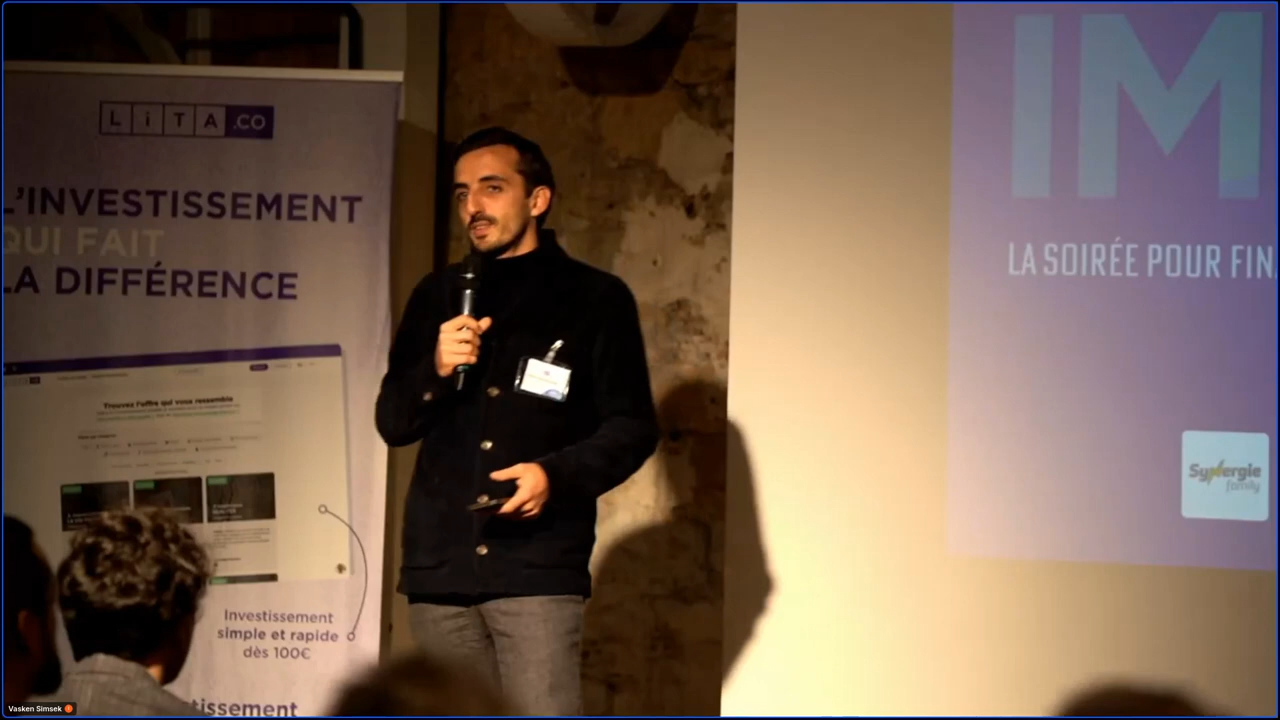 LiTA.CO
L'INVESTISSEMENT
QUI FAIT
LA DIFFÉRENCE
Trouvez l'offre qui vous ressemble
Investissement
simple et rapide
dès 100€
tissement
IM
LA SOIRÉE POUR FIN
Synergie
family
Vasken Simsek